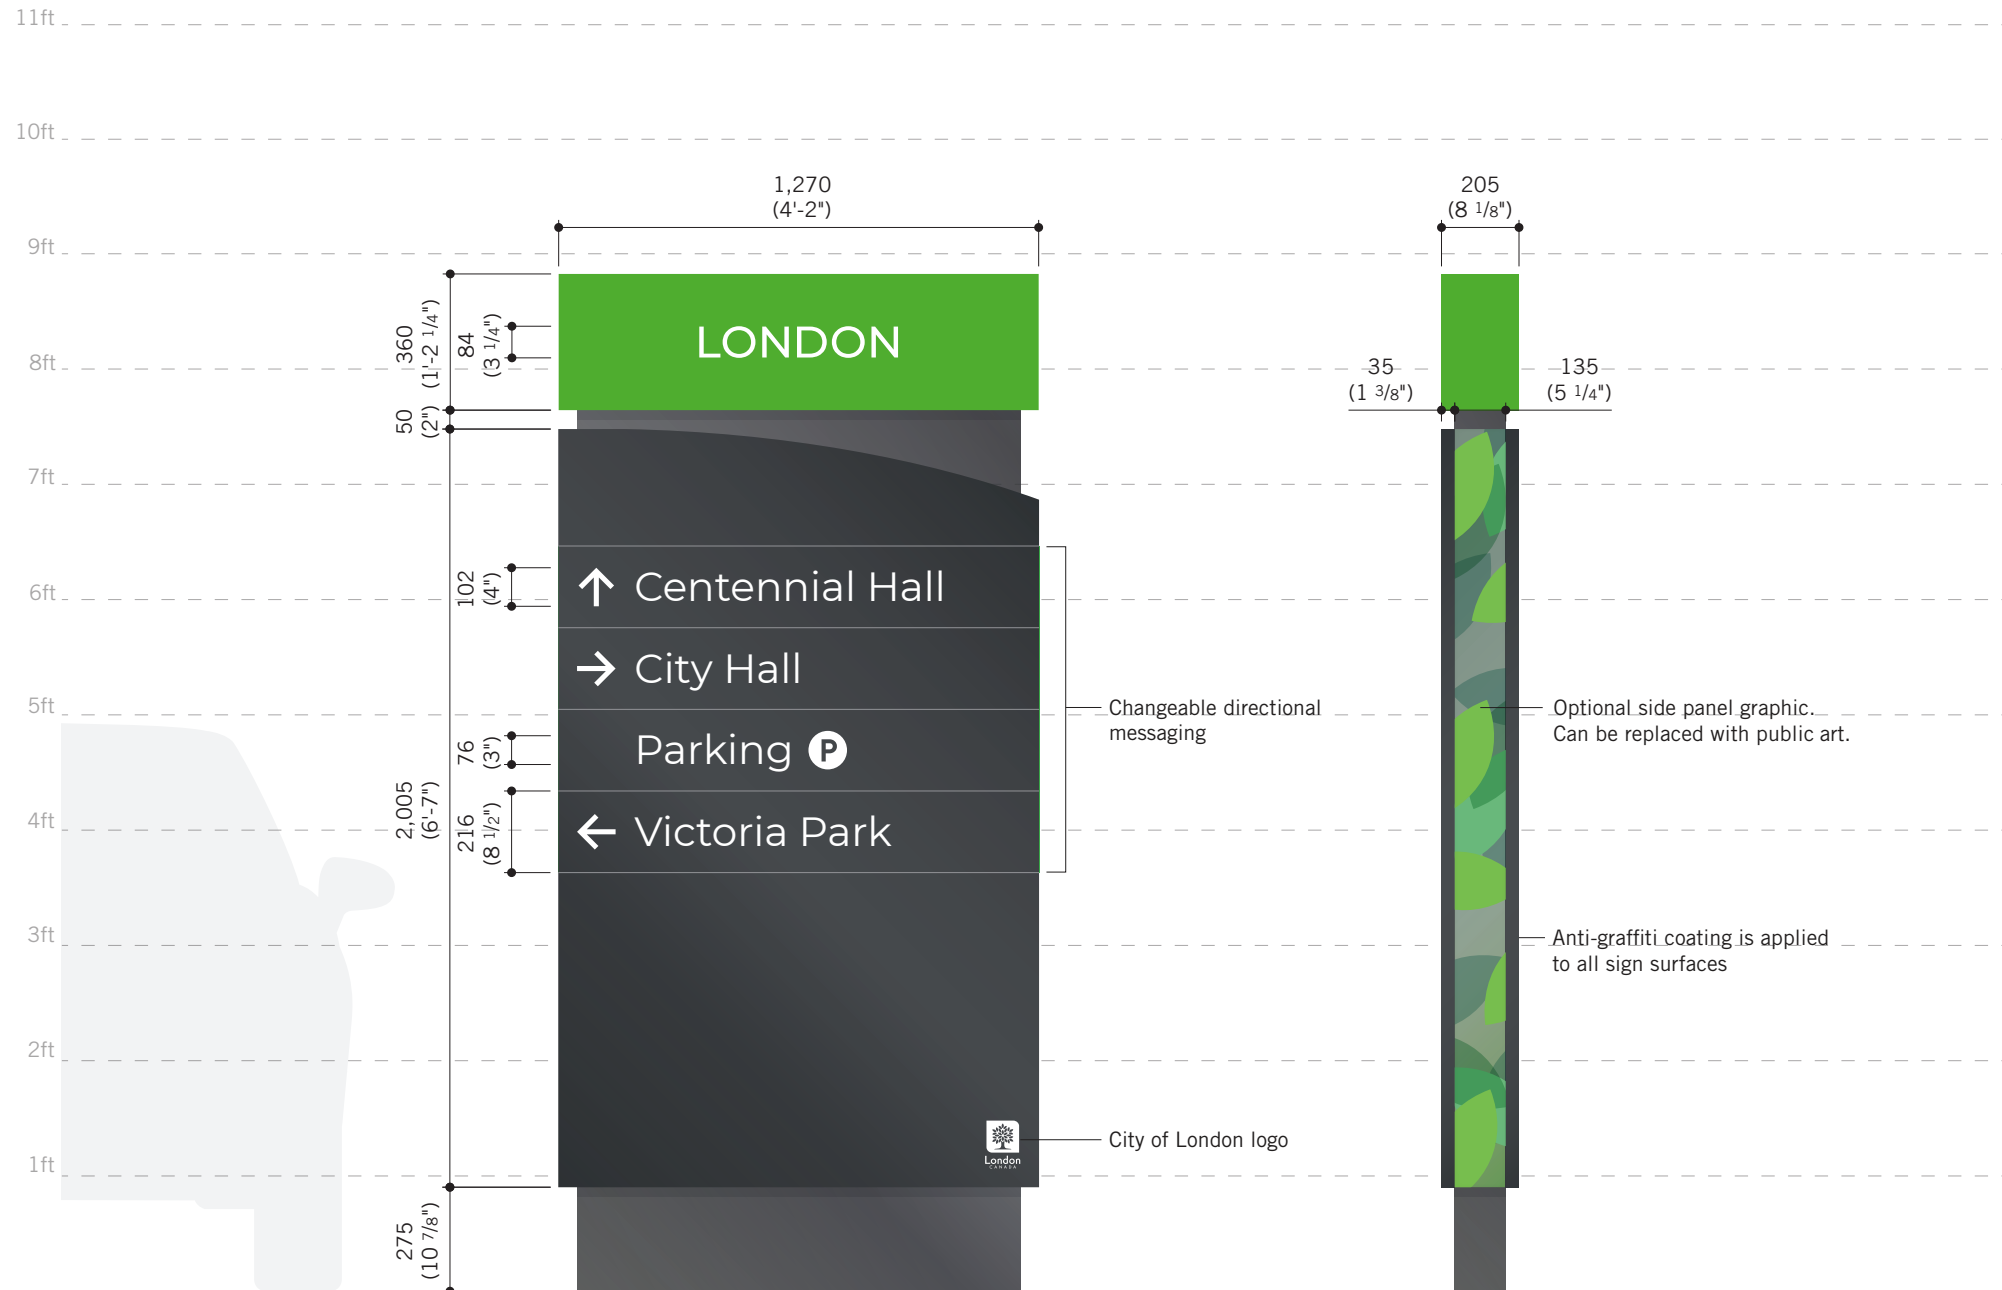 11ft
10ft
9ft
8ft
7ft
6ft
5ft
4ft
3ft
2ft
1ft
1,270
(4'-2")
360
(1'-2 1/4")
84
(3 1/4")
50
(2")
2,005
(6'-7")
102
(4")
76
(3")
216
(8 1/2")
275
(10 7/8")
LONDON
↑ Centennial Hall
→ City Hall
Parking P
← Victoria Park
London
CANADA
Changeable directional
messaging
City of London logo
205
(8 1/8")
35
(1 3/8")
135
(5 1/4")
Optional side panel graphic.
Can be replaced with public art.
Anti-graffiti coating is applied
to all sign surfaces